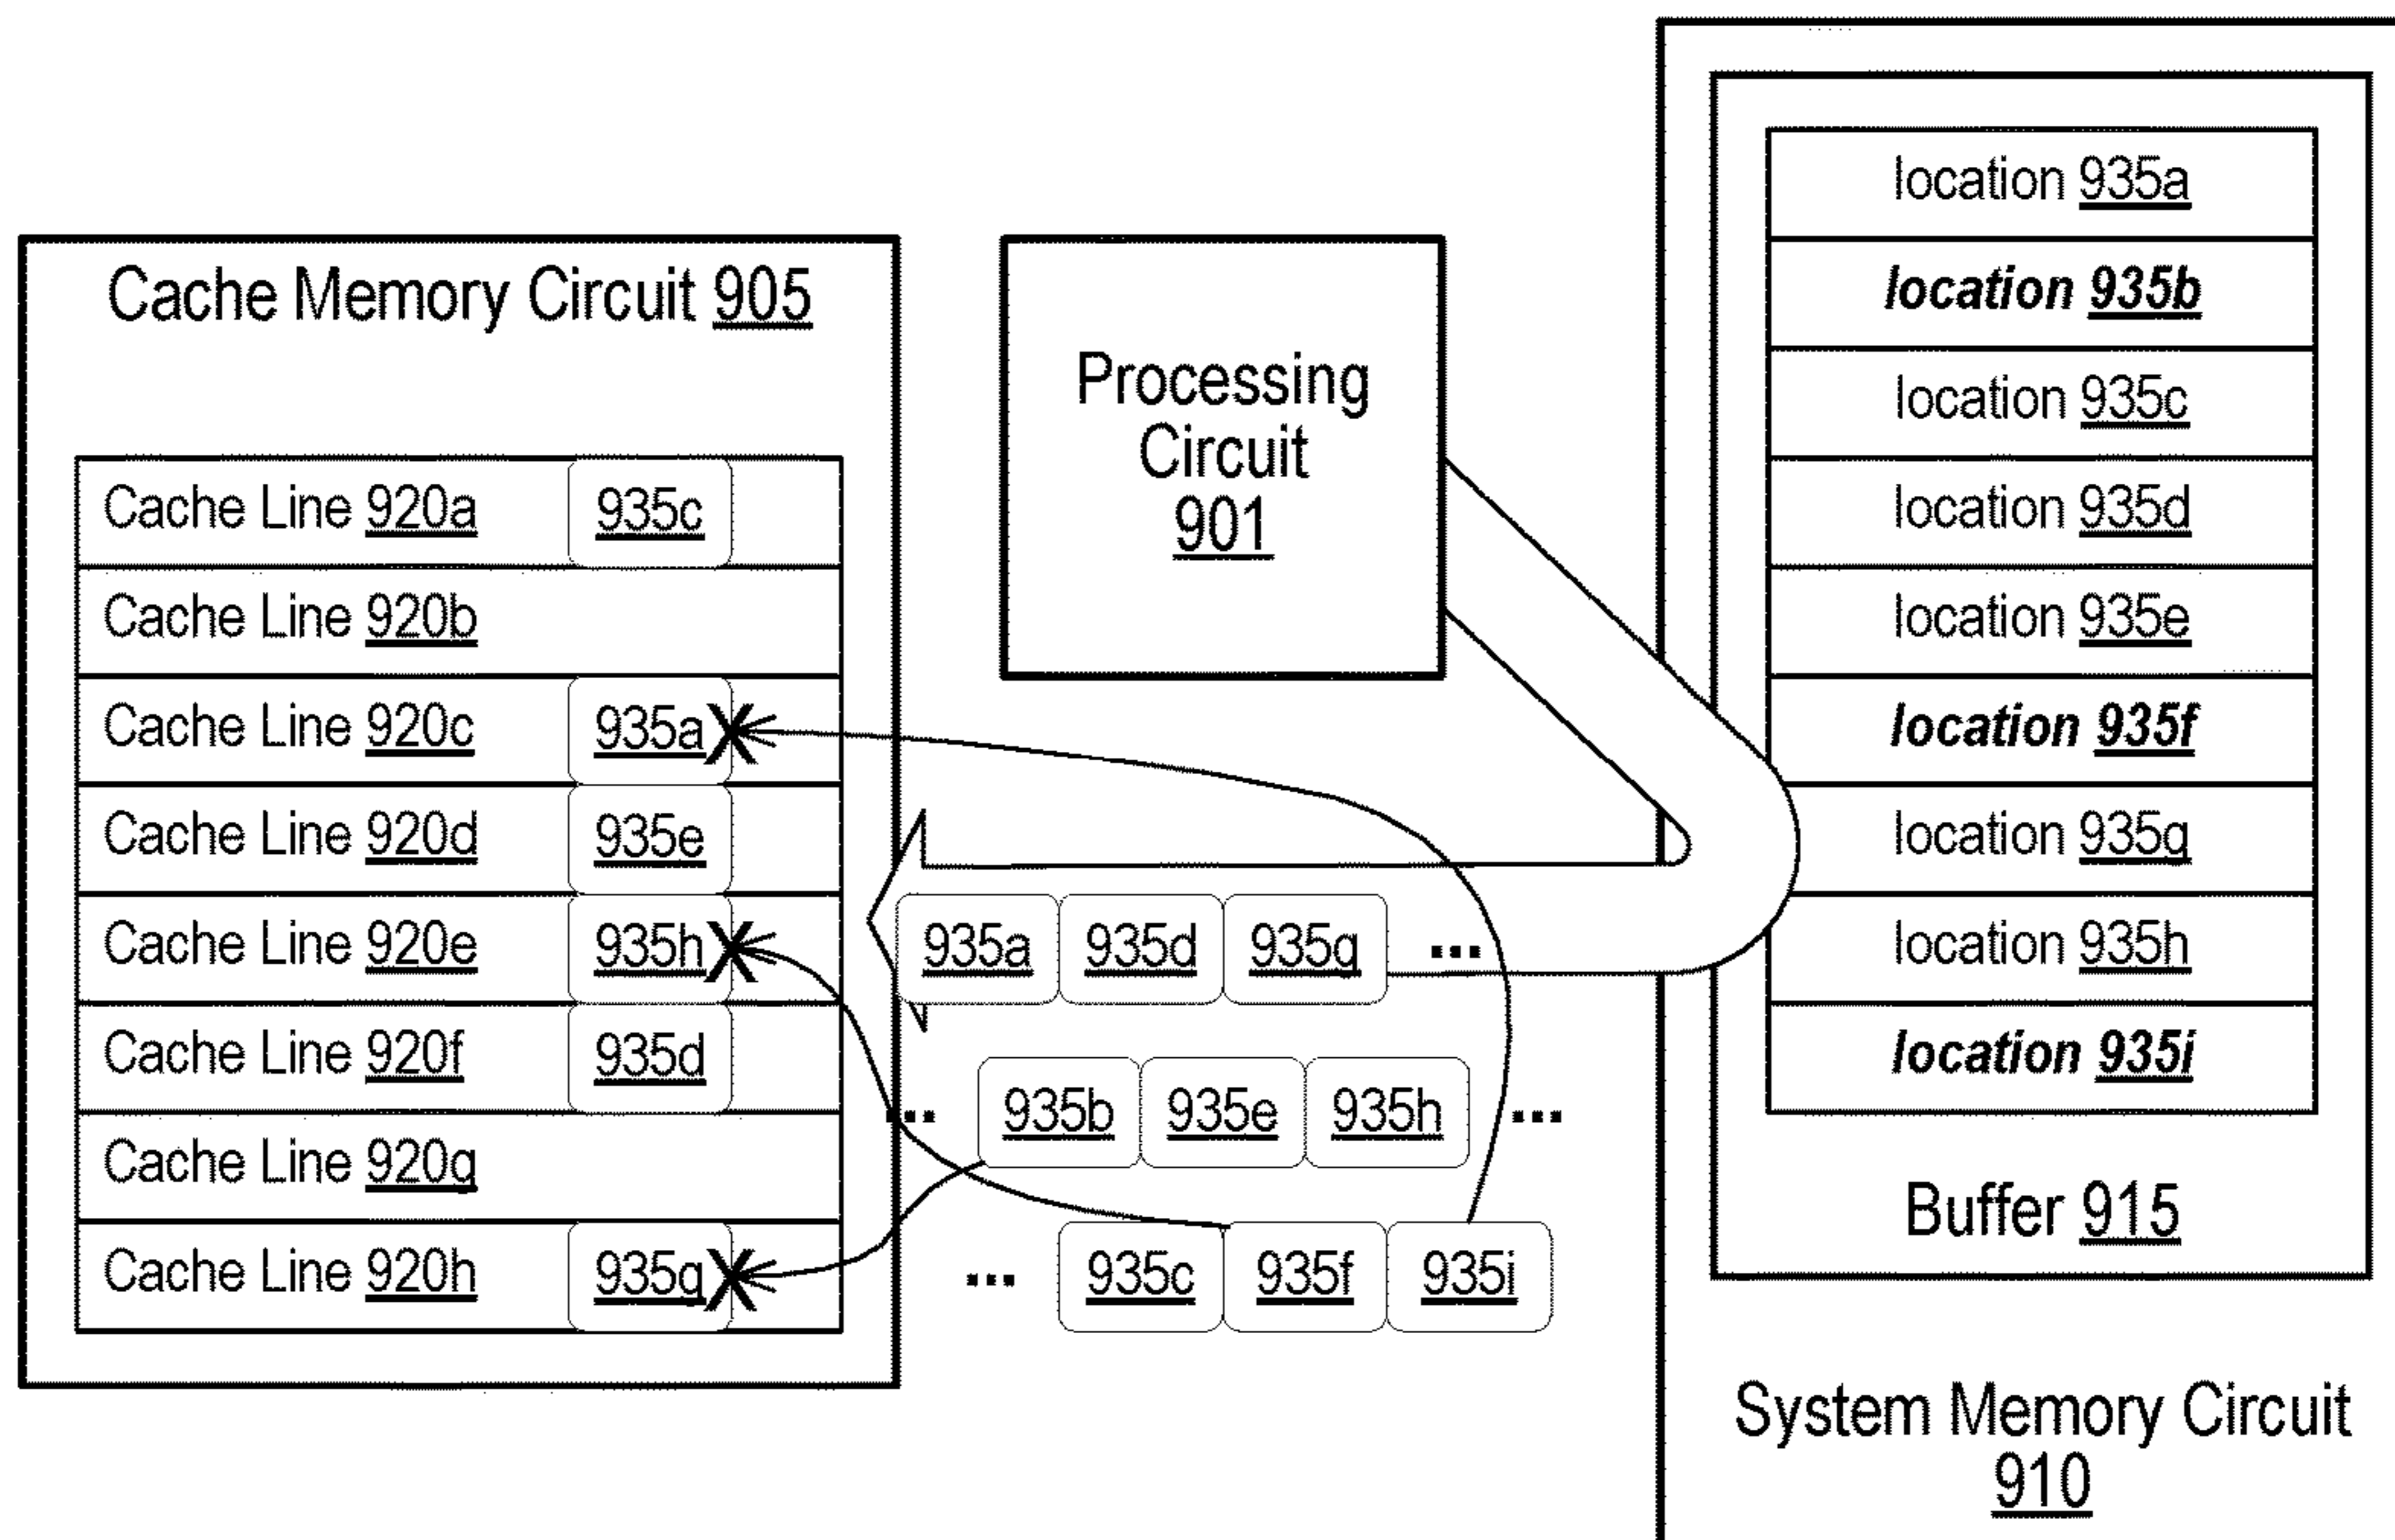 Cache Memory Circuit 905
Cache Line 920a 935c
Cache Line 920b
Cache Line 920c 935a X
Cache Line 920d 935e
Cache Line 920e 935h X
Cache Line 920f 935d
Cache Line 920g
Cache Line 920h 935g X
Processing
Circuit
901
935a 935d 935g ...
... 935b 935e 935h ...
... 935c 935f 935i
location 935a
location 935b
location 935c
location 935d
location 935e
location 935f
location 935g
location 935h
location 935i
Buffer 915
System Memory Circuit
910